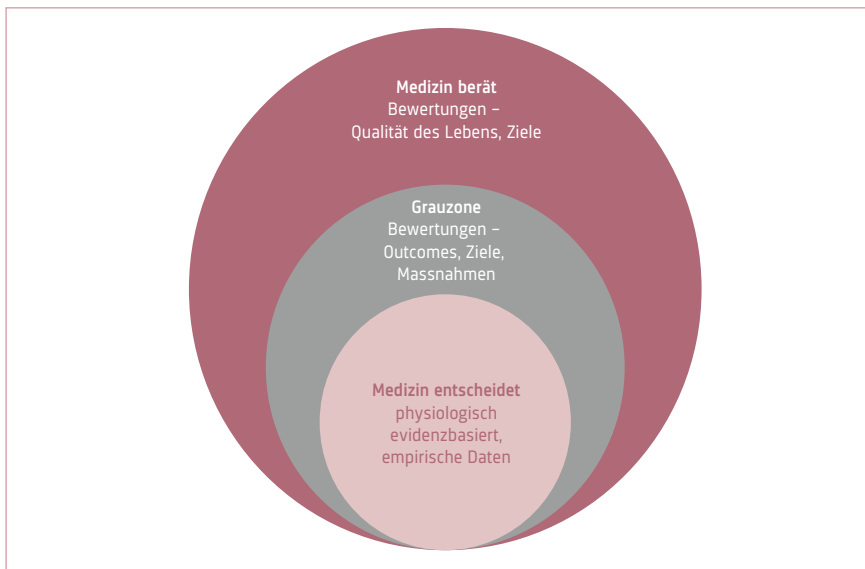 Medizin berät
Bewertungen –
Qualität des Lebens, Ziele
Grauzone
Bewertungen –
Outcomes, Ziele,
Massnahmen
Medizin entscheidet
physiologisch
evidenzbasiert,
empirische Daten